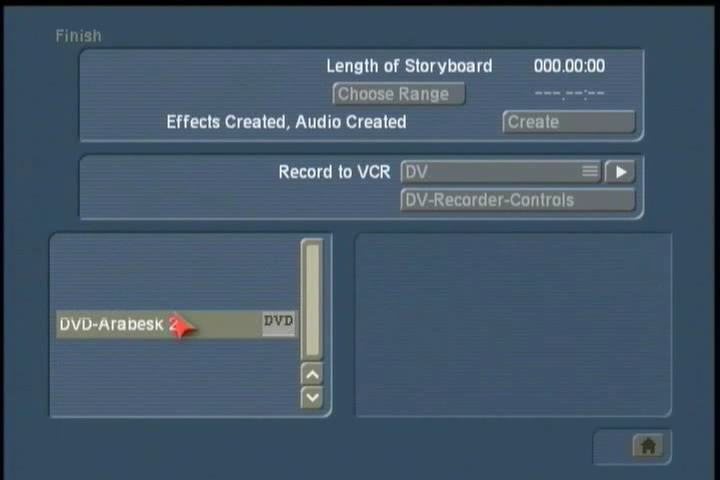 Finish
Length of Storyboard 000.00:00
Choose Range ---.--:--
Effects Created, Audio Created Create
Record to VCR DV
DV-Recorder-Controls
DVD-Arabesk 2 DVD